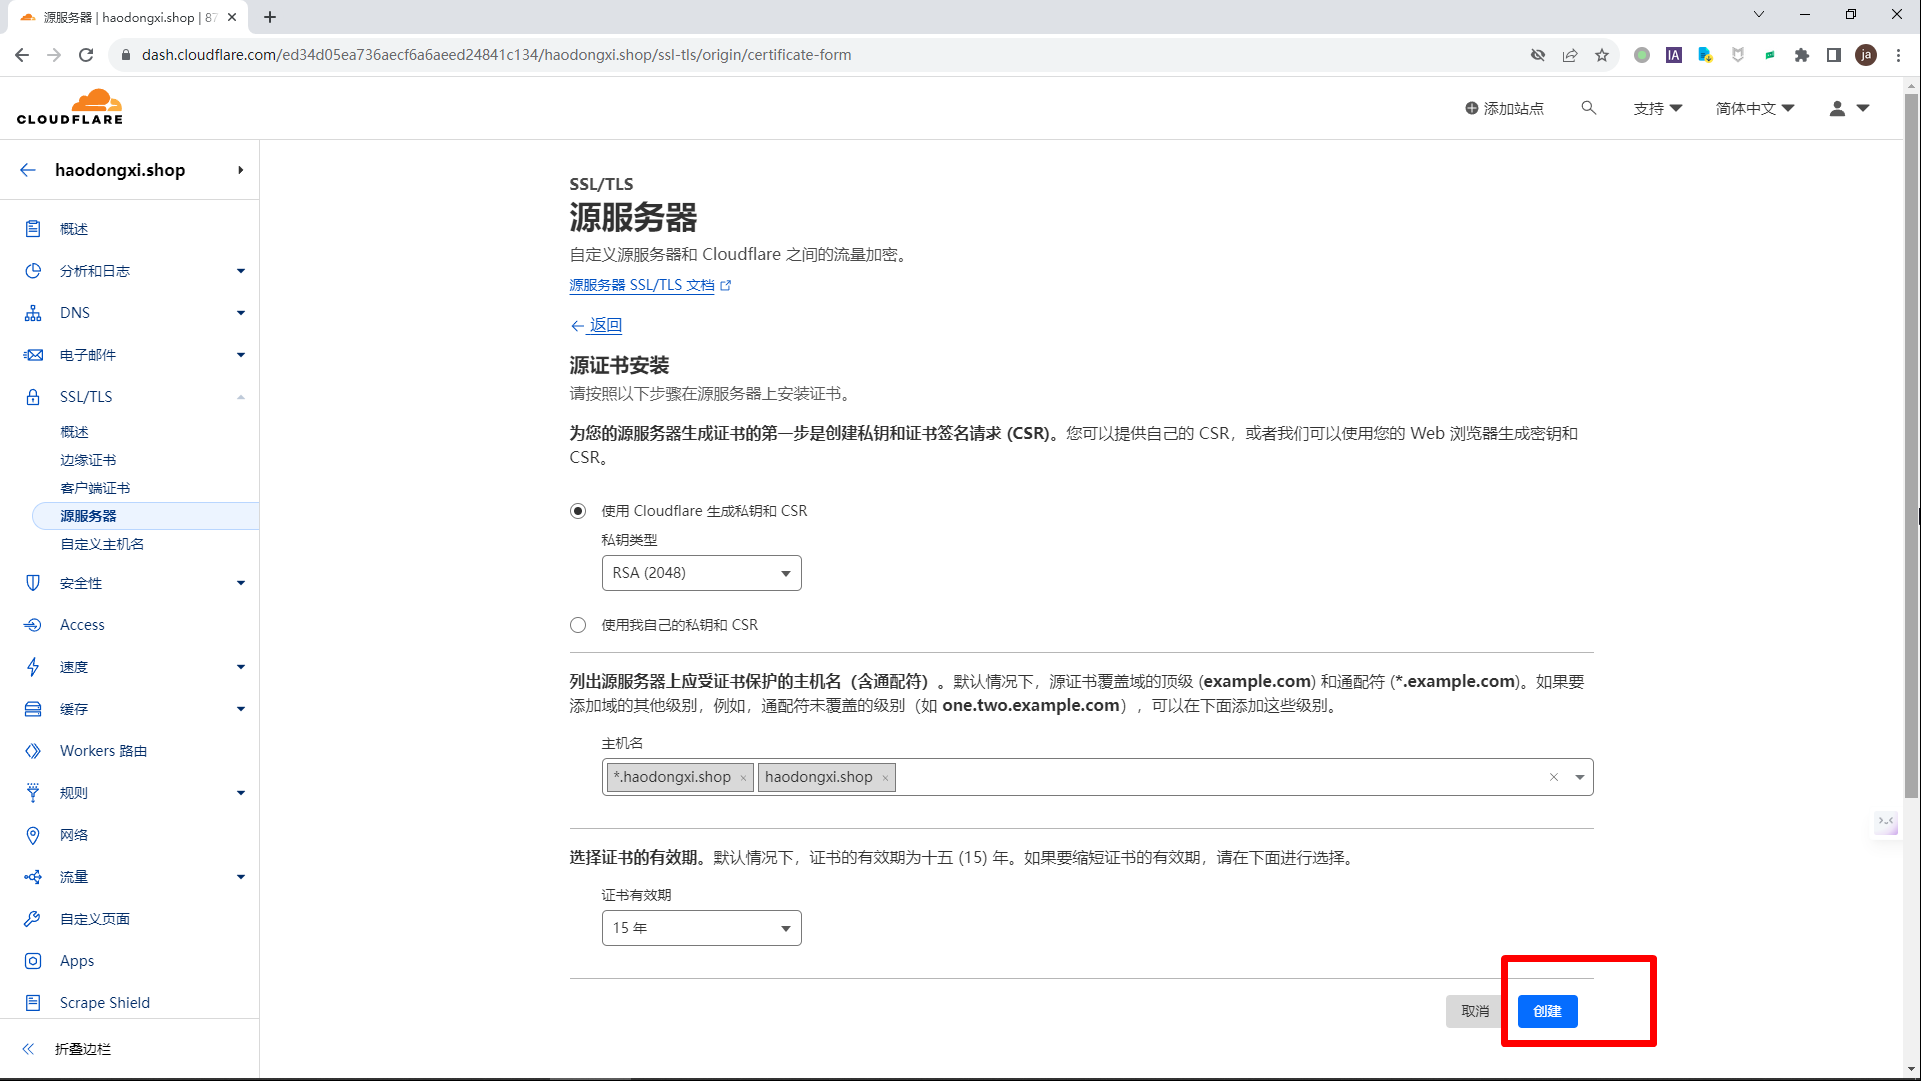 源服务器 | haodongxi.shop | 87
dash.cloudflare.com/ed34d05ea736aecf6a6aeed24841c134/haodongxi.shop/ssl-tls/origin/certificate-form
IA
ja
CLOUDFLARE
添加站点
支持
简体中文
haodongxi.shop
概述
分析和日志
DNS
电子邮件
SSL/TLS
概述
边缘证书
客户端证书
源服务器
自定义主机名
安全性
Access
速度
缓存
Workers 路由
规则
网络
流量
自定义页面
Apps
Scrape Shield
折叠边栏
SSL/TLS
源服务器
自定义源服务器和 Cloudflare 之间的流量加密。
源服务器 SSL/TLS 文档
返回
源证书安装
请按照以下步骤在源服务器上安装证书。
为您的源服务器生成证书的第一步是创建私钥和证书签名请求 (CSR)。您可以提供自己的 CSR，或者我们可以使用您的 Web 浏览器生成密钥和
CSR。
使用 Cloudflare 生成私钥和 CSR
私钥类型
RSA (2048)
使用我自己的私钥和 CSR
列出源服务器上应受证书保护的主机名（含通配符）。默认情况下，源证书覆盖域的顶级 (example.com) 和通配符 (*.example.com)。如果要
添加域的其他级别，例如，通配符未覆盖的级别（如 one.two.example.com），可以在下面添加这些级别。
主机名
*.haodongxi.shop × haodongxi.shop ×
选择证书的有效期。默认情况下，证书的有效期为十五 (15) 年。如果要缩短证书的有效期，请在下面进行选择。
证书有效期
15 年
取消
创建